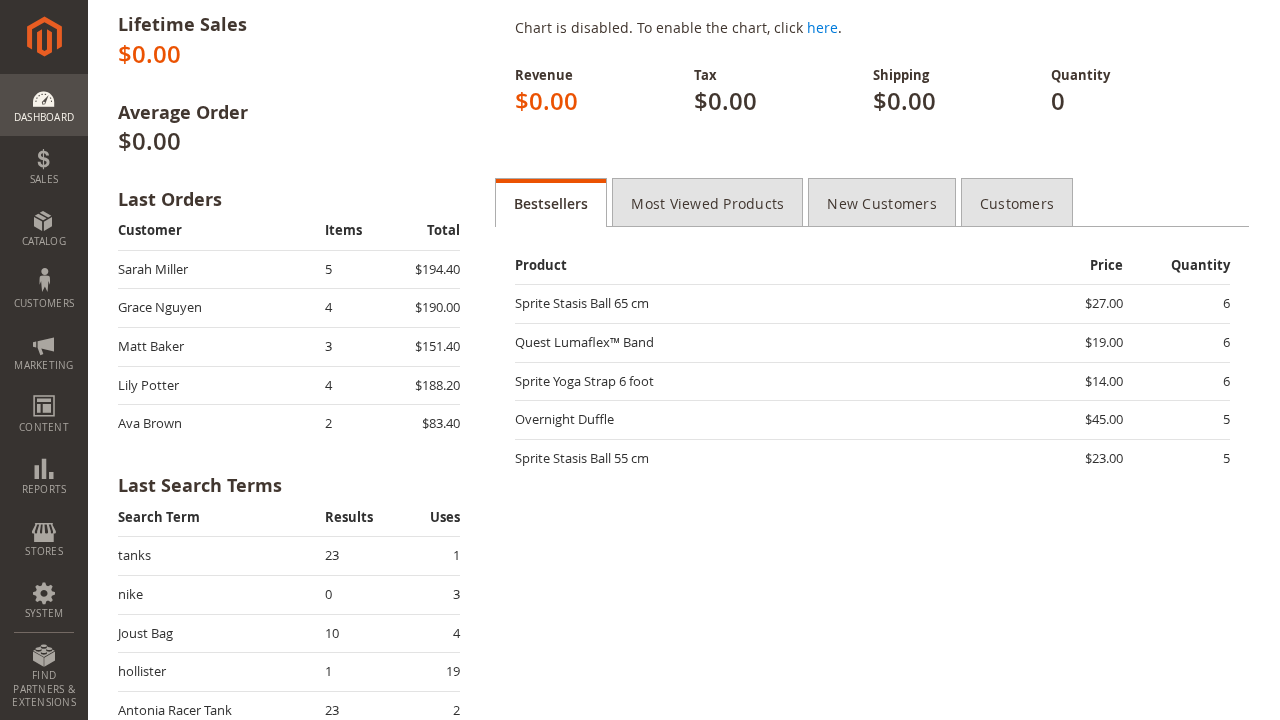 DASHBOARD
SALES
CATALOG
CUSTOMERS
MARKETING
CONTENT
REPORTS
STORES
SYSTEM
FIND
PARTNERS &
EXTENSIONS
Lifetime Sales
$0.00
Average Order
$0.00
Last Orders
Customer Items Total
Sarah Miller 5 $194.40
Grace Nguyen 4 $190.00
Matt Baker 3 $151.40
Lily Potter 4 $188.20
Ava Brown 2 $83.40
Last Search Terms
Search Term Results Uses
tanks 23 1
nike 0 3
Joust Bag 10 4
hollister 1 19
Antonia Racer Tank 23 2
Chart is disabled. To enable the chart, click here.
Revenue Tax Shipping Quantity
$0.00 $0.00 $0.00 0
Bestsellers Most Viewed Products New Customers Customers
Product Price Quantity
Sprite Stasis Ball 65 cm $27.00 6
Quest Lumaflex™ Band $19.00 6
Sprite Yoga Strap 6 foot $14.00 6
Overnight Duffle $45.00 5
Sprite Stasis Ball 55 cm $23.00 5